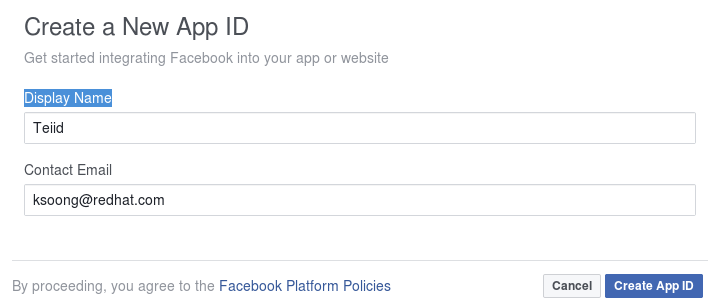 Create a New App ID
Get started integrating Facebook into your app or website
Display Name
Teiid
Contact Email
ksoong@redhat.com
By proceeding, you agree to the Facebook Platform Policies
Cancel
Create App ID